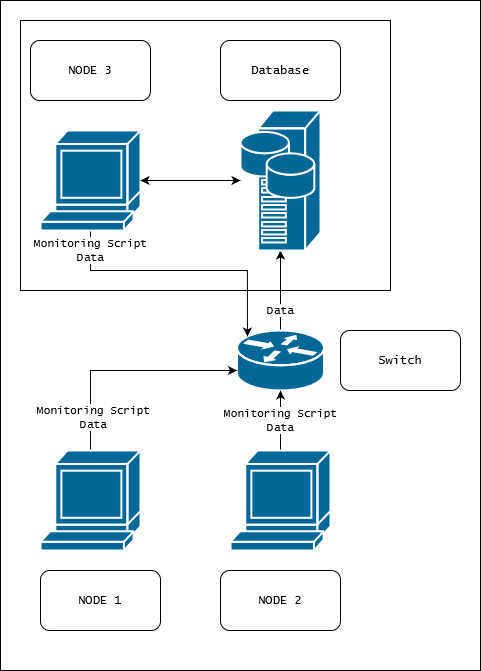 NODE 3
Database
Monitoring Script
Data
Data
Switch
Monitoring Script
Data
Monitoring Script
Data
NODE 1
NODE 2